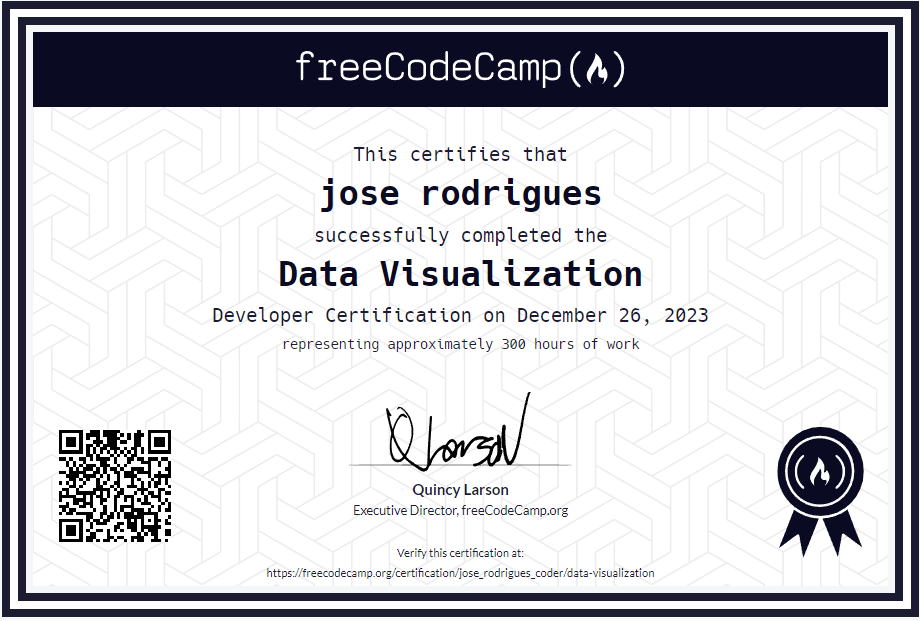 freeCodeCamp
This certifies that
jose rodrigues
successfully completed the
Data Visualization
Developer Certification on December 26, 2023
representing approximately 300 hours of work
Q Larson
Quincy Larson
Executive Director, freeCodeCamp.org
Verify this certification at:
https://freecodecamp.org/certification/jose_rodrigues_coder/data-visualization